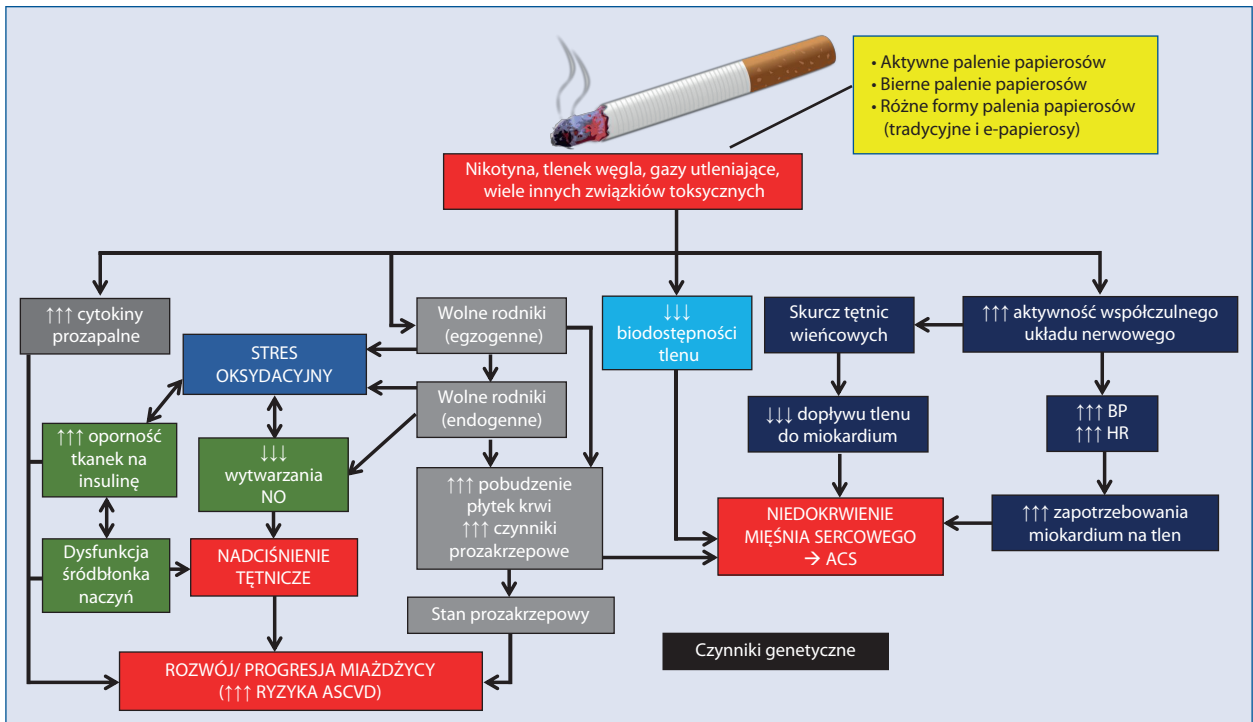 • Aktywne palenie papierosów
• Bierne palenie papierosów
• Różne formy palenia papierosów
(tradycyjne i e-papierosy)
Nikotyna, tlenek węgla, gazy utleniające,
wiele innych związków toksycznych
↑↑↑ cytokiny
prozapalne
Wolne rodniki
(egzogenne)
↓↓↓
biodostępności
tlenu
Skurcz tętnic
wieńcowych
↑↑↑ aktywność współczulnego
układu nerwowego
STRES
OKSYDACYJNY
Wolne rodniki
(endogenne)
↓↓↓ dopływu tlenu
do miokardium
↑↑↑ BP
↑↑↑ HR
↑↑↑ oporność
tkanek na
insulinę
↓↓↓
wytwarzania
NO
↑↑↑ pobudzenie
płytek krwi
↑↑↑ czynniki
prozakrzepowe
NIEDOKRWIENIE
MIĘŚNIA SERCOWEGO
→ ACS
↑↑↑ zapotrzebowania
miokardium na tlen
Dysfunkcja
śródbłonka
naczyń
NADCIŚNIENIE
TĘTNICZE
Stan prozakrzepowy
Czynniki genetyczne
ROZWÓJ/ PROGRESJA MIAŻDŻYCY
(↑↑↑ RYZYKA ASCVD)